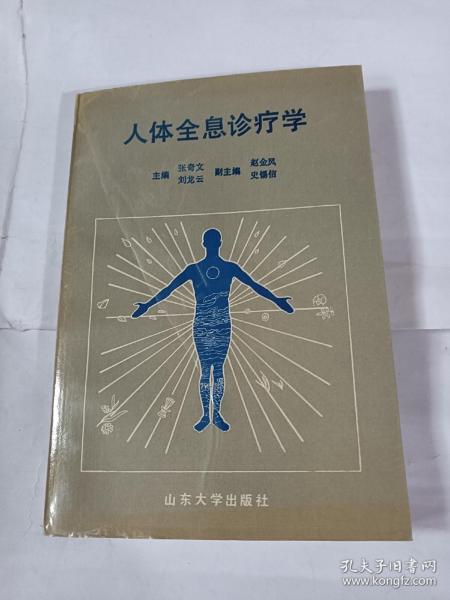 人体全息诊疗学
主编 张奇文 刘龙云 副主编 赵金凤 史锡信
山东大学出版社
孔夫子旧书网
www.kongfz.com